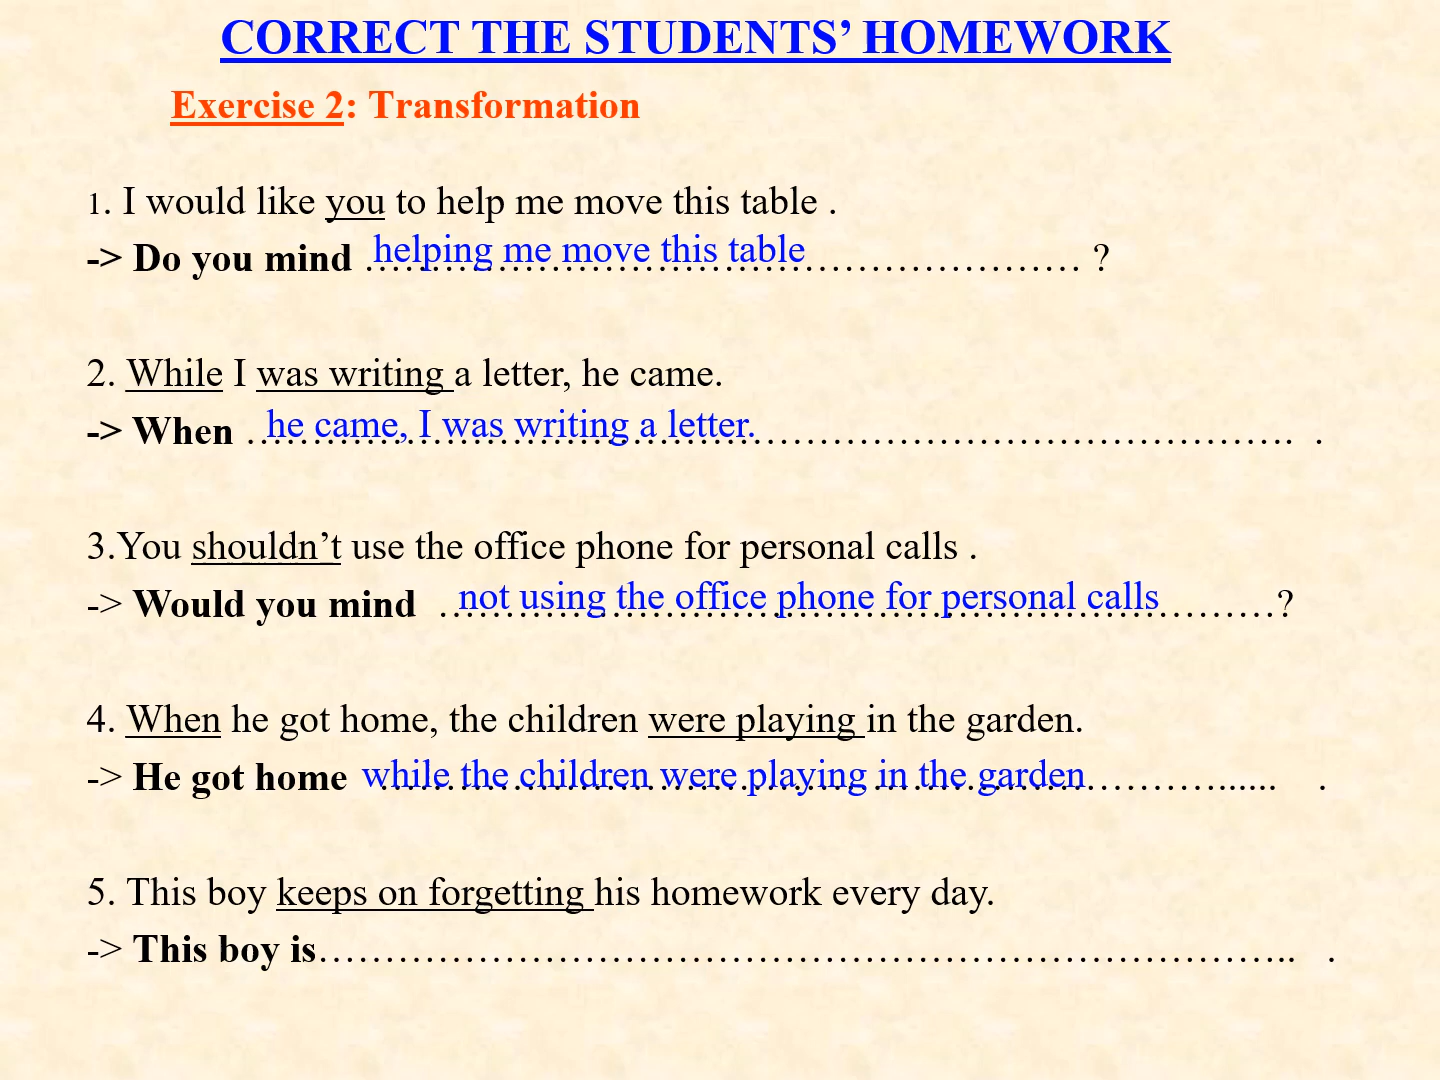 CORRECT THE STUDENTS’ HOMEWORK
Exercise 2: Transformation
1. I would like you to help me move this table .
-> Do you mind helping me move this table ………………………………………………… ?
2. While I was writing a letter, he came.
-> When he came, I was writing a letter. ………………………………………………………………………. .
3.You shouldn’t use the office phone for personal calls .
-> Would you mind not using the office phone for personal calls …………………………………………………………?
4. When he got home, the children were playing in the garden.
-> He got home while the children were playing in the garden ………………………………………………………...... .
5. This boy keeps on forgetting his homework every day.
-> This boy is………………………………………………………………….. .